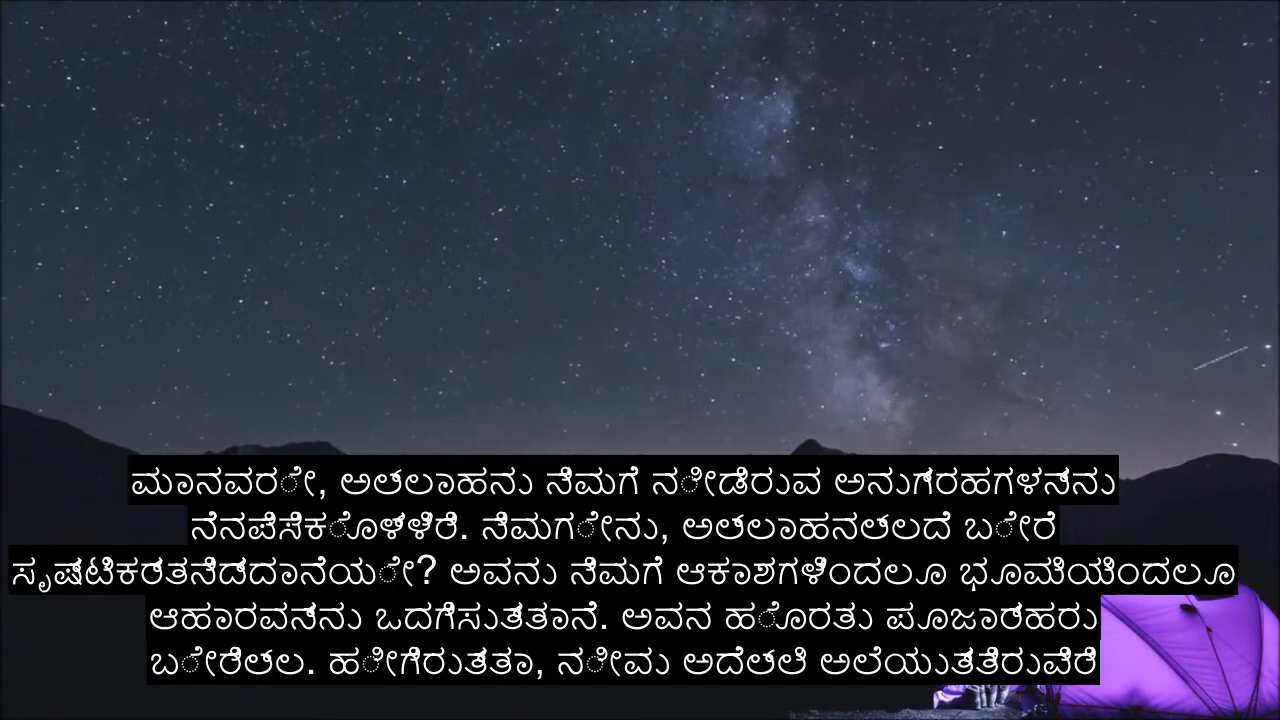 ಮಾನವರೇ, ಅಲ್ಲಾಹನು ನಿಮಗೆ ನೀಡಿರುವ ಅನುಗ್ರಹಗಳನ್ನು
ನೆನಪಿಸಿಕೊಳ್ಳಿರಿ. ನಿಮಗೇನು, ಅಲ್ಲಾಹನಲ್ಲದೆ ಬೇರೆ
ಸೃಷ್ಟಿಕರ್ತನಿದ್ದಾನೆಯೇ? ಅವನು ನಿಮಗೆ ಆಕಾಶಗಳಿಂದಲೂ ಭೂಮಿಯಿಂದಲೂ
ಆಹಾರವನ್ನು ಒದಗಿಸುತ್ತಾನೆ. ಅವನ ಹೊರತು ಪೂಜಾರ್ಹರು
ಬೇರಿಲ್ಲ. ಹೀಗಿರುತ್ತಾ, ನೀವು ಅದೆಲ್ಲಿ ಅಲೆಯುತ್ತಿರುವಿರಿ